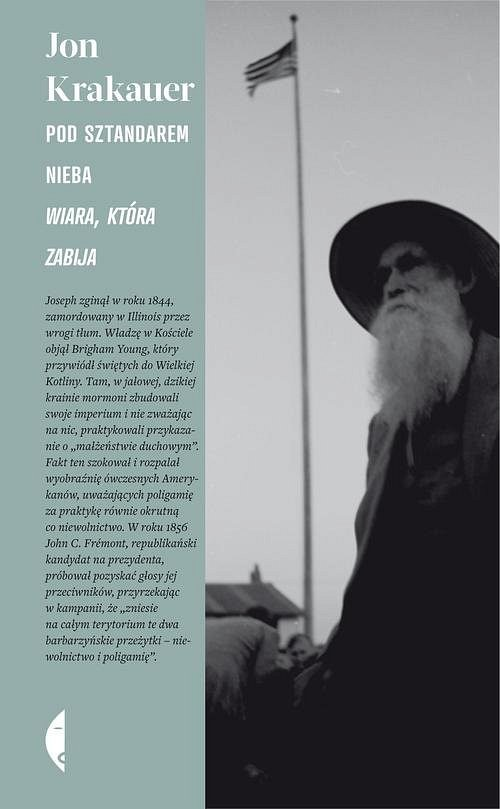 Jon
Krakauer
POD SZTANDAREM
NIEBA
WIARA, KTÓRA
ZABIJA
Joseph zginął w roku 1844,
zamordowany w Illinois przez
wrogi tłum. Władzę w Kościele
objął Brigham Young, który
przywiódł świętych do Wielkiej
Kotliny. Tam, w jałowej, dzikiej
krainie mormoni zbudowali
swoje imperium i nie zważając
na nic, praktykowali przykaza-
nie o „małżeństwie duchowym”.
Fakt ten szokował i rozpalał
wyobraźnię ówczesnych Amery-
kanów, uważających poligamię
za praktykę równie okrutną
co niewolnictwo. W roku 1856
John C. Frémont, republikański
kandydat na prezydenta,
próbował pozyskać głosy jej
przeciwników, przyrzekając
w kampanii, że „zniesie
na całym terytorium te dwa
barbarzyńskie przeżytki – nie-
wolnictwo i poligamię”.